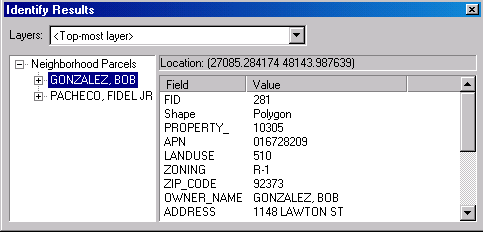 Identify Results
Layers: <Top-most layer>
Neighborhood Parcels
GONZALEZ, BOB
PACHECO, FIDEL JR
Location: (27085.284174 48143.987639)
Field Value
FID 281
Shape Polygon
PROPERTY_ 10305
APN 016728209
LANDUSE 510
ZONING R-1
ZIP_CODE 92373
OWNER_NAME GONZALEZ, BOB
ADDRESS 1148 LAWTON ST